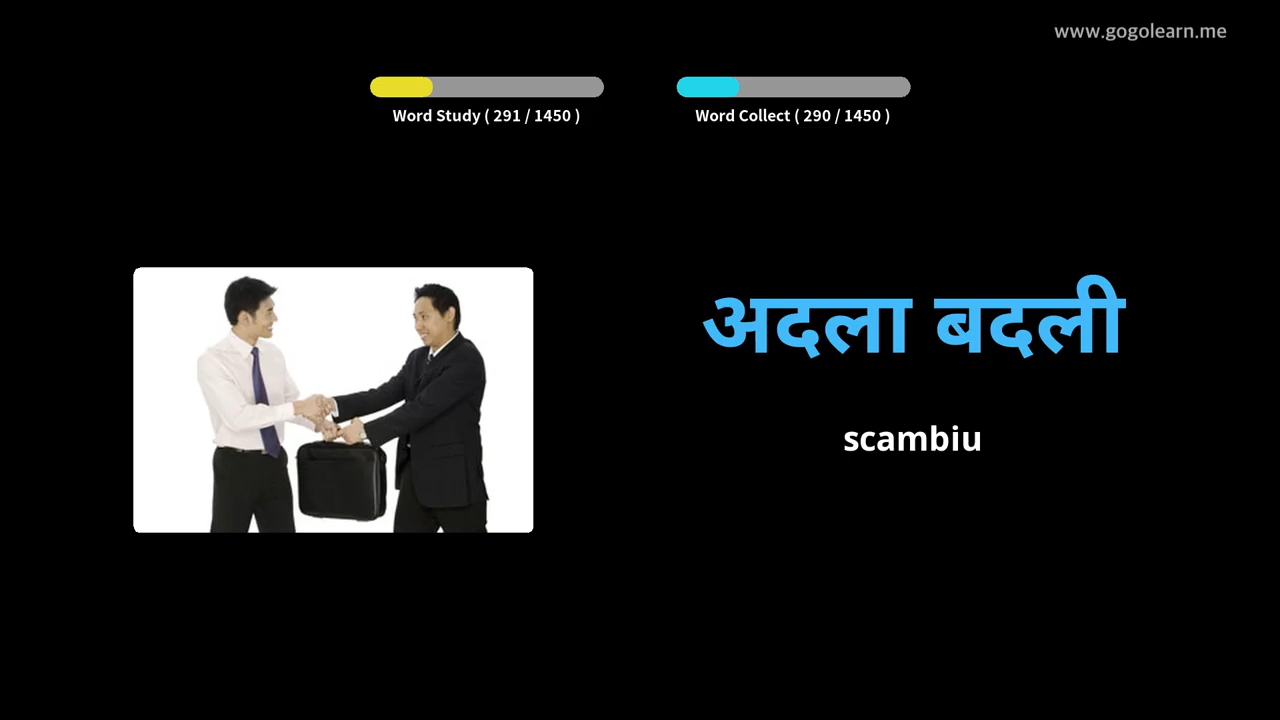 www.gogolearn.me
Word Study ( 291 / 1450 )
Word Collect ( 290 / 1450 )
अदला बदली
scambiu